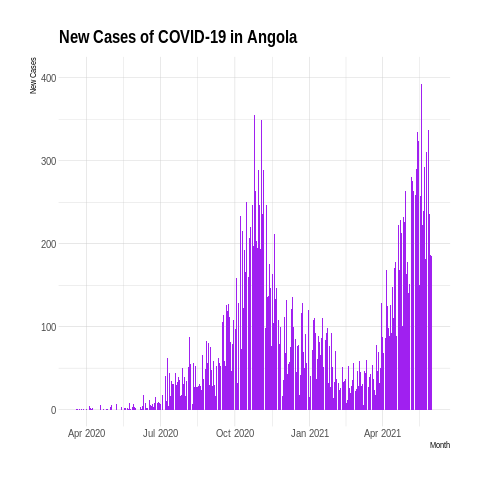 New Cases of COVID-19 in Angola
New Cases
400
300
200
100
0
Apr 2020 Jul 2020 Oct 2020 Jan 2021 Apr 2021
Month